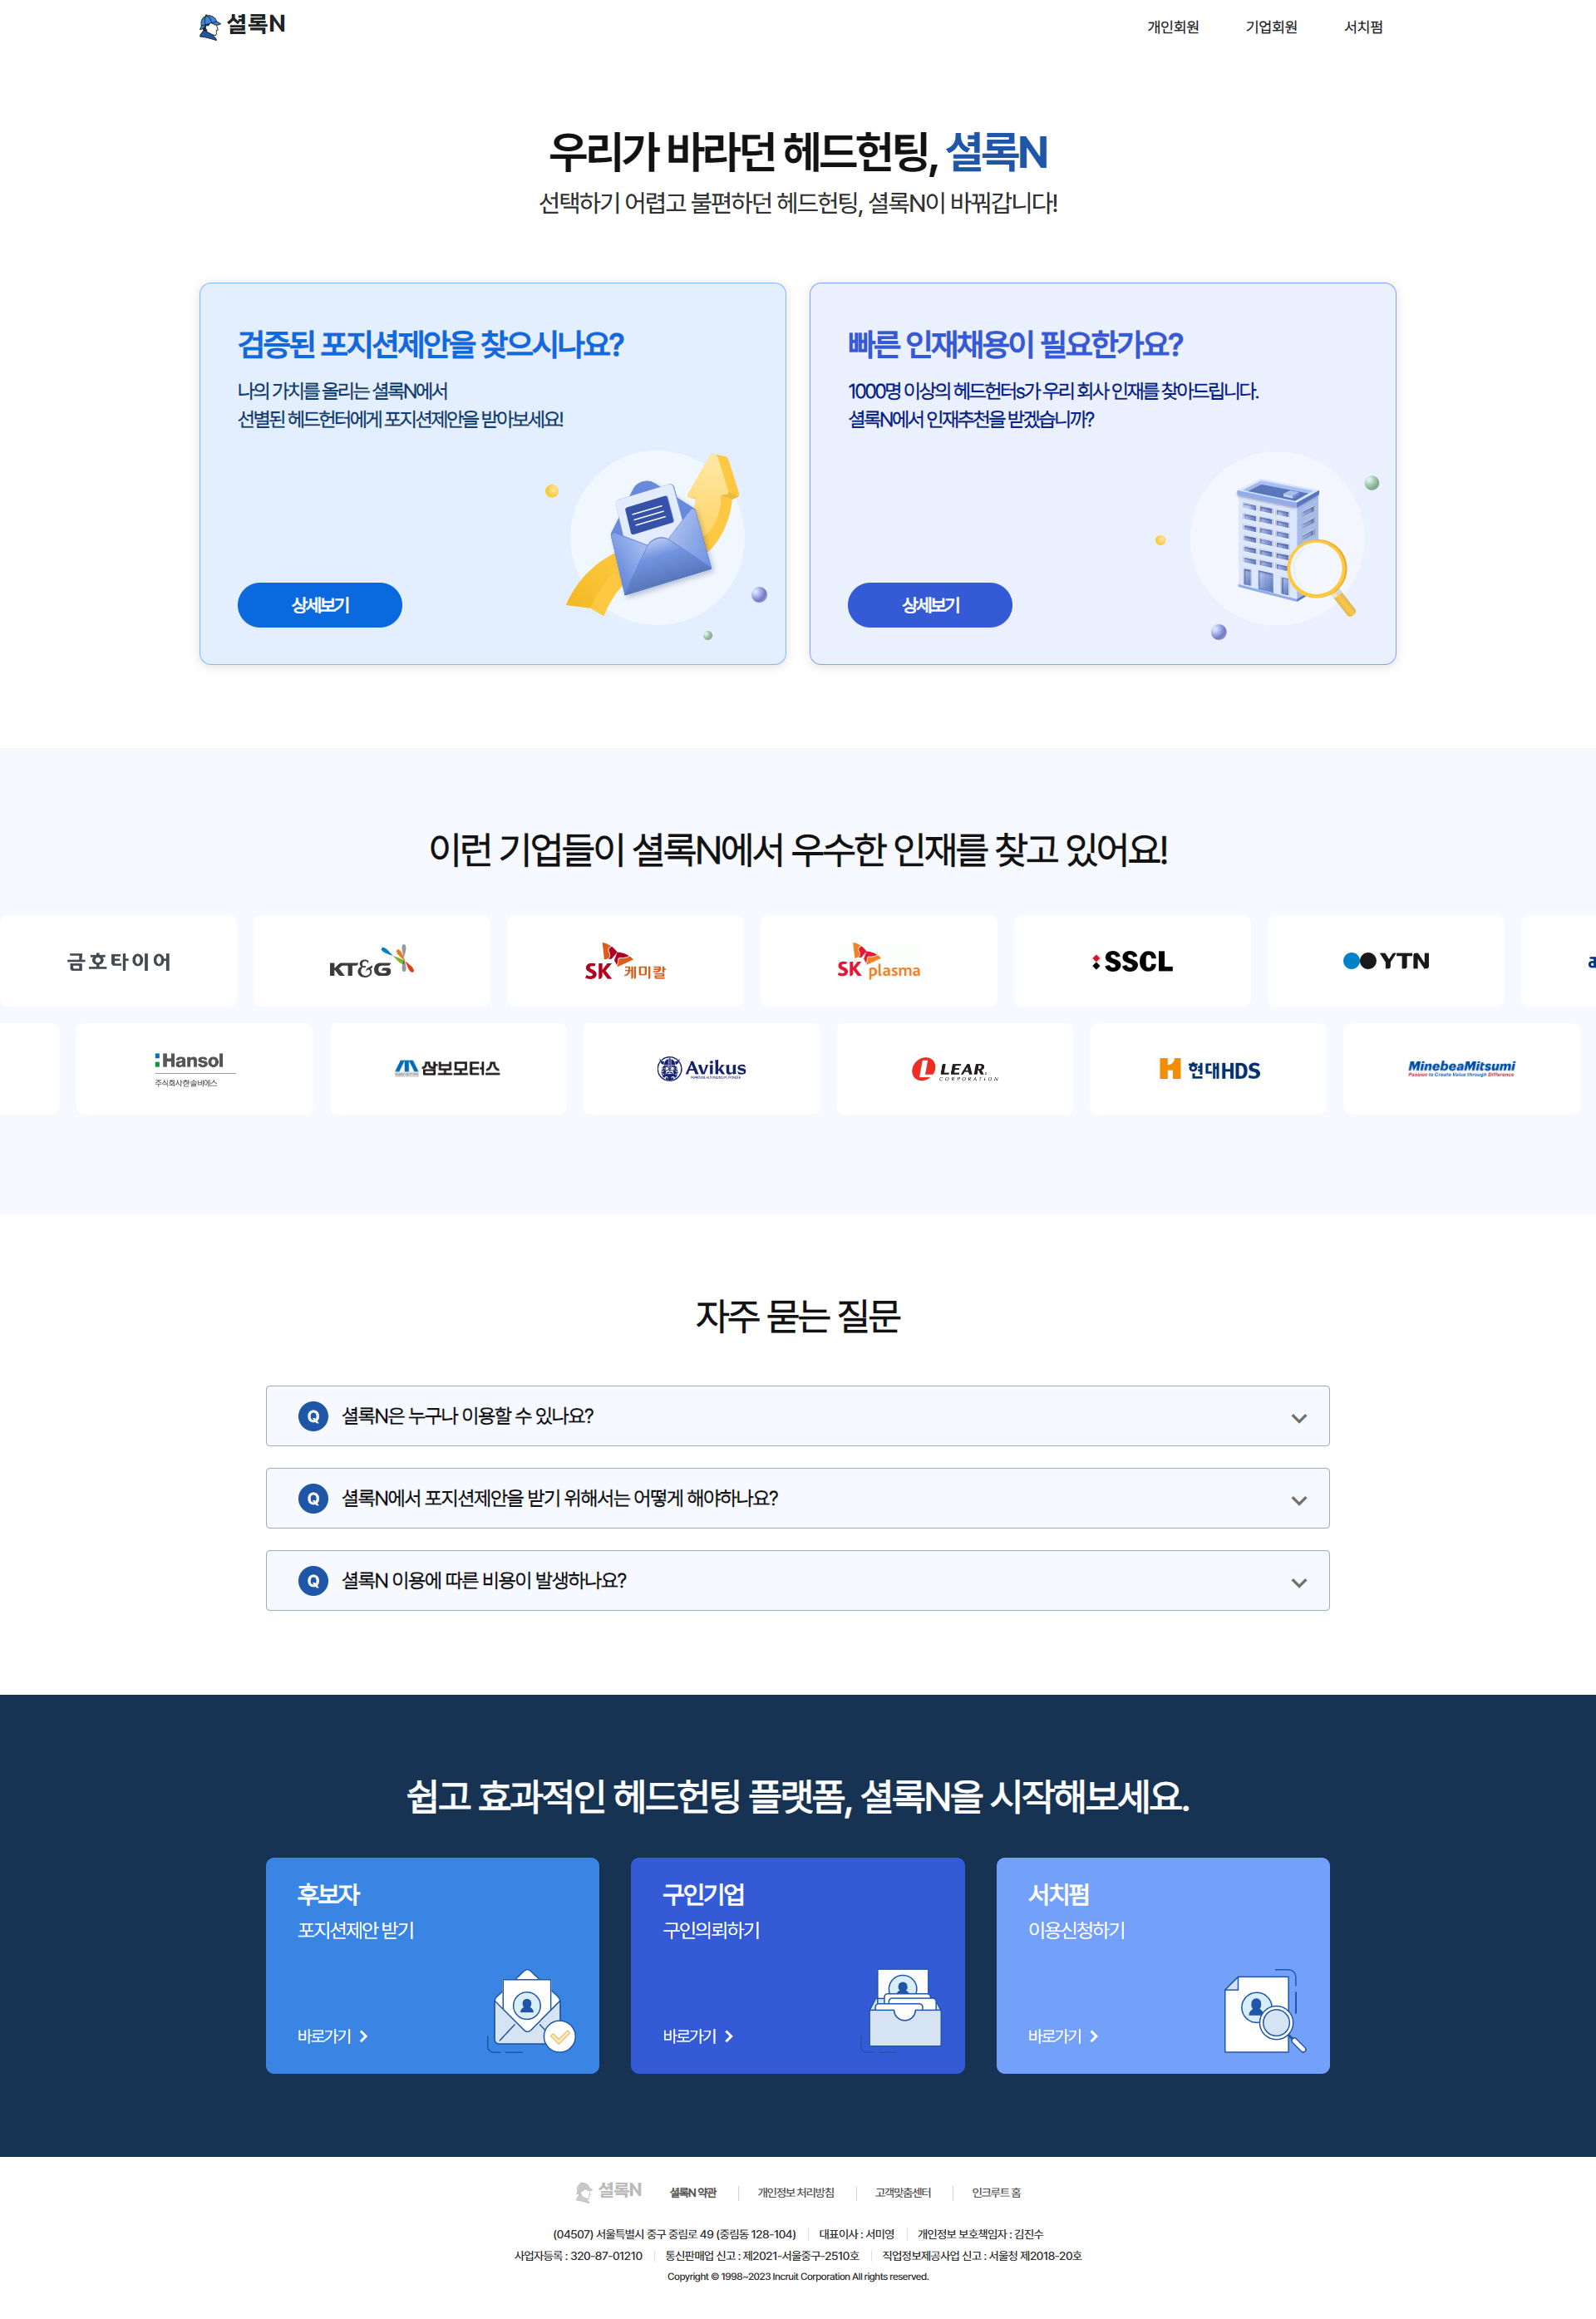 셜록N
개인회원 기업회원 서치펌
우리가 바라던 헤드헌팅, 셜록N
선택하기 어렵고 불편하던 헤드헌팅, 셜록N이 바꿔갑니다!
검증된 포지션제안을 찾으시나요?
나의 가치를 올리는 셜록N에서
선별된 헤드헌터에게 포지션제안을 받아보세요!
상세보기
빠른 인재채용이 필요한가요?
1000명 이상의 헤드헌터s가 우리 회사 인재를 찾아드립니다.
셜록N에서 인재추천을 받겠습니까?
상세보기
이런 기업들이 셜록N에서 우수한 인재를 찾고 있어요!
금호타이어
KT&G
SK 케미칼
SK plasma
SSCL
YTN
a
Hansol
주식회사한솔바이스
삼보모터스
Avikus
LEAR.
CORPORATION
현대HDS
MinebeaMitsumi
Passion to Create Value through Difference
자주 묻는 질문
Q 셜록N은 누구나 이용할 수 있나요?
Q 셜록N에서 포지션제안을 받기 위해서는 어떻게 해야하나요?
Q 셜록N 이용에 따른 비용이 발생하나요?
쉽고 효과적인 헤드헌팅 플랫폼, 셜록N을 시작해보세요.
후보자
포지션제안 받기
바로가기
구인기업
구인의뢰하기
바로가기
서치펌
이용신청하기
바로가기
셜록N 셜록N 약관 개인정보 처리방침 고객맞춤센터 인크루트 홈
(04507) 서울특별시 중구 중림로 49 (중림동 128-104) 대표이사 : 서미영 개인정보 보호책임자 : 김진수
사업자등록 : 320-87-01210 통신판매업 신고 : 제2021-서울중구-2510호 직업정보제공사업 신고 : 서울청 제2018-20호
Copyright © 1998~2023 Incruit Corporation All rights reserved.